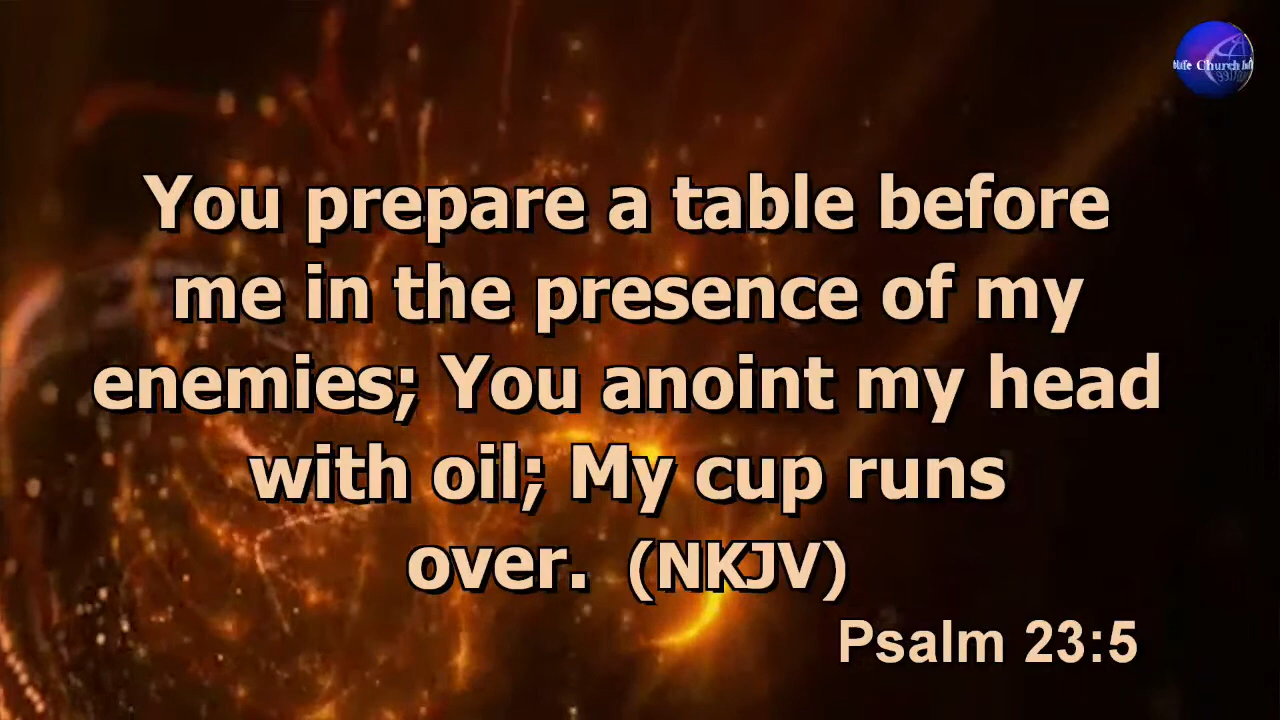 Church
You prepare a table before
me in the presence of my
enemies; You anoint my head
with oil; My cup runs
over. (NKJV)
Psalm 23:5